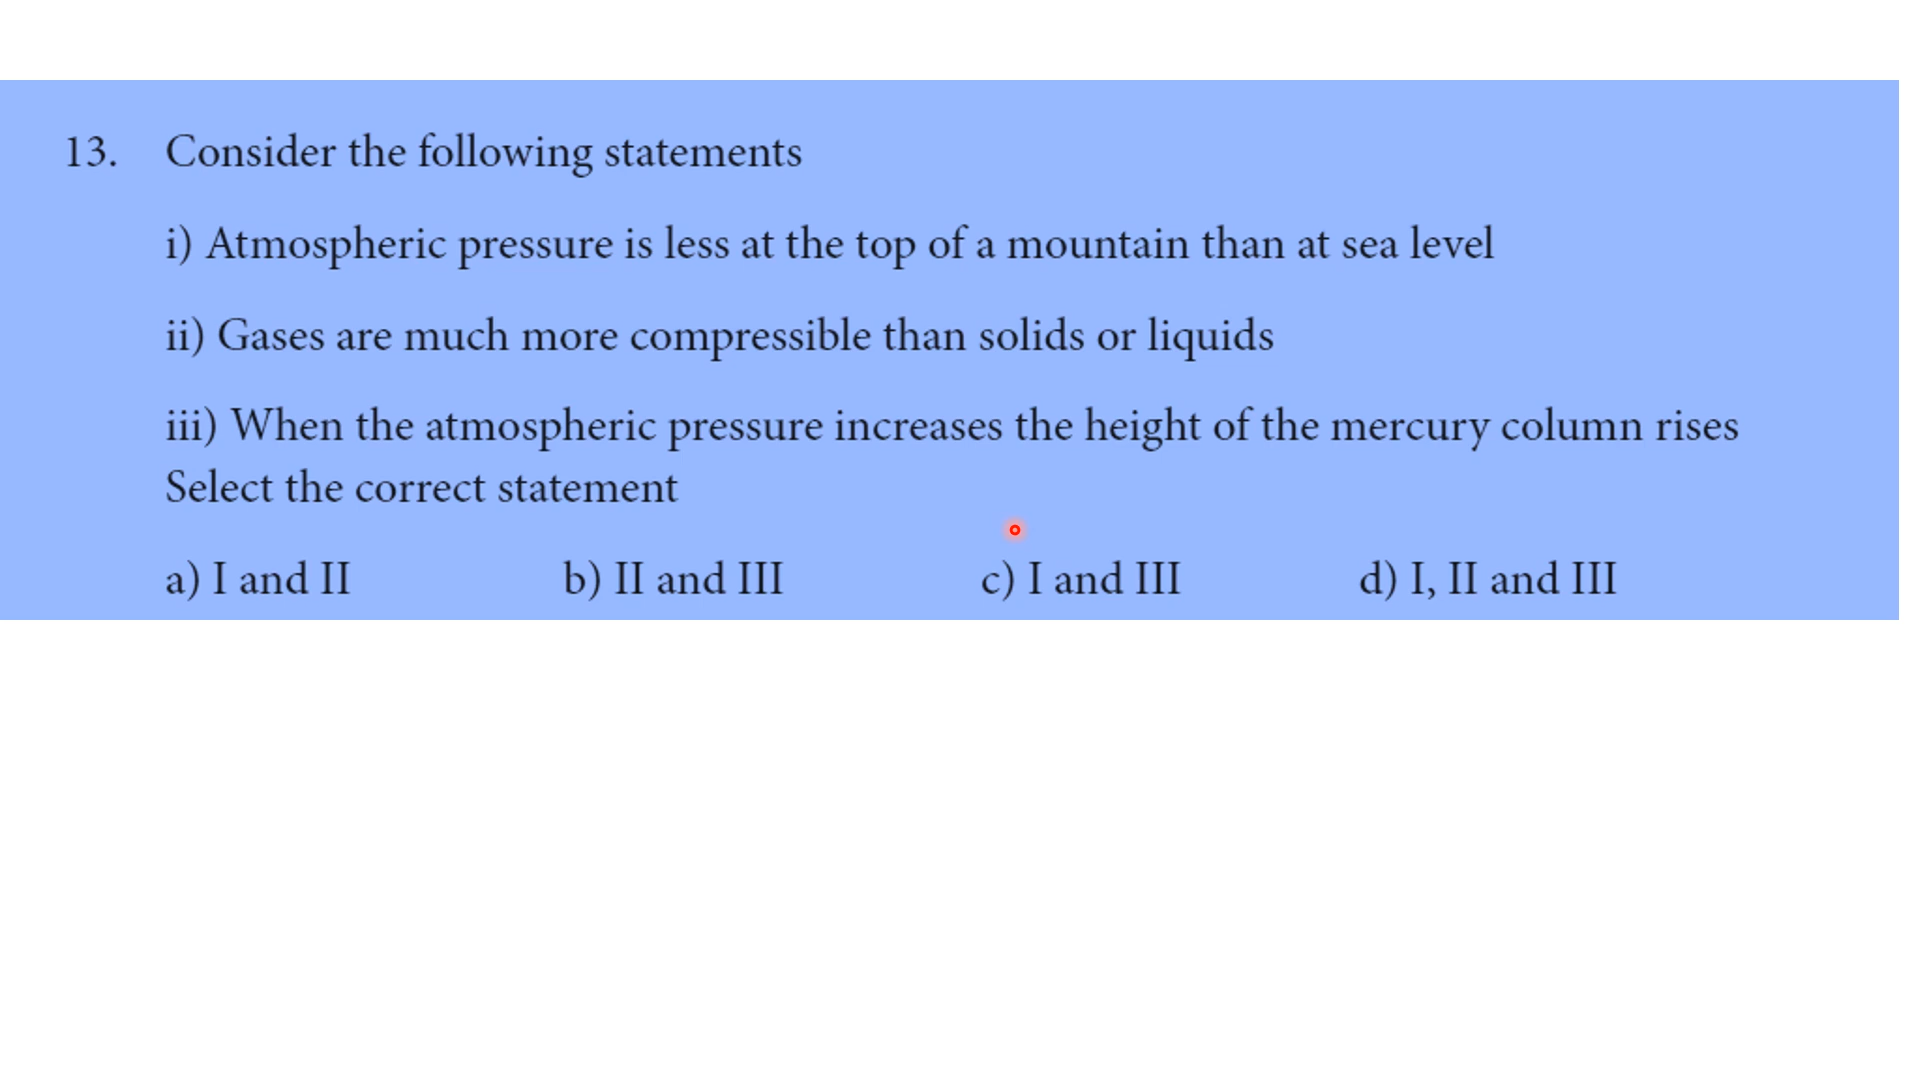 13. Consider the following statements
i) Atmospheric pressure is less at the top of a mountain than at sea level
ii) Gases are much more compressible than solids or liquids
iii) When the atmospheric pressure increases the height of the mercury column rises
Select the correct statement
a) I and II b) II and III c) I and III d) I, II and III